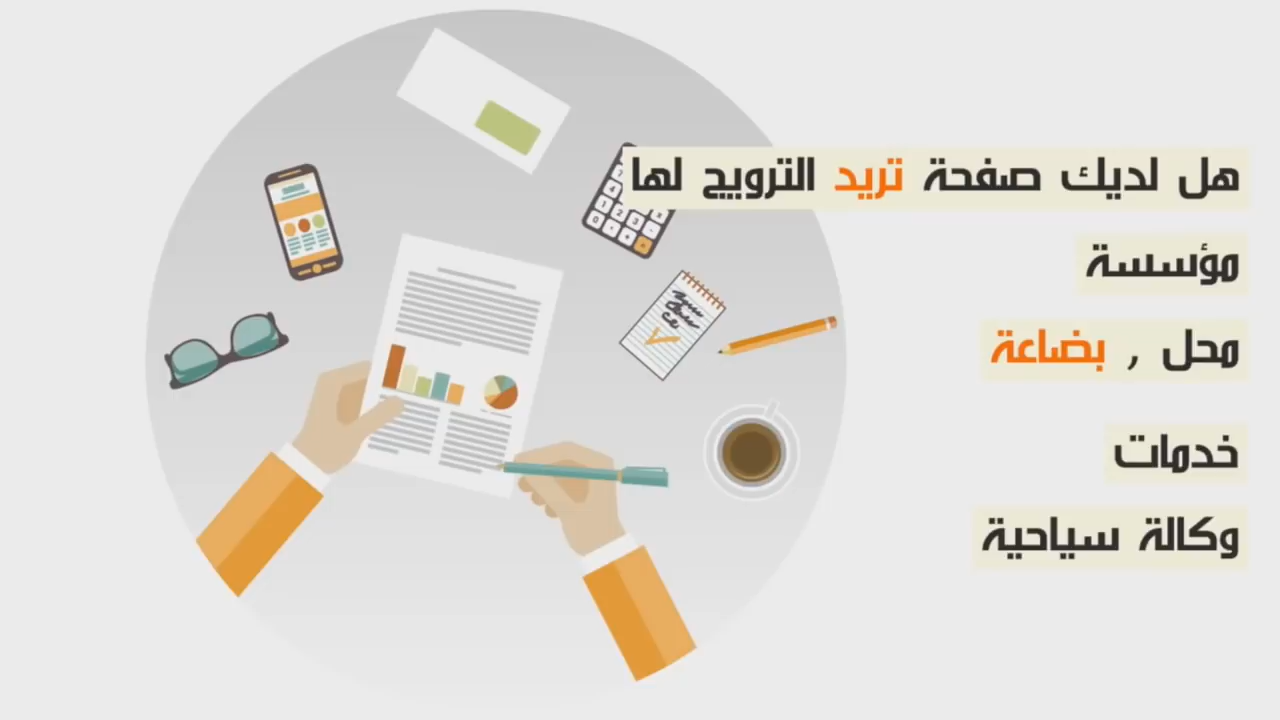 هل لديك صفحة تريد الترويج لها
مؤسسة
محل , بضاعة
خدمات
وكالة سياحية